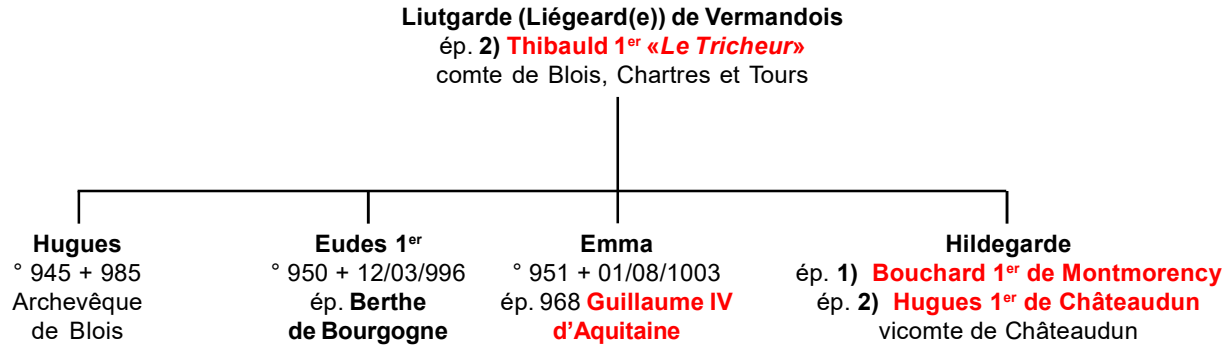 Liutgarde (Liégeard(e)) de Vermandois
ép. 2) Thibauld 1er «Le Tricheur»
comte de Blois, Chartres et Tours
Hugues
° 945 + 985
Archevêque
de Blois
Eudes 1er
° 950 + 12/03/996
ép. Berthe
de Bourgogne
Emma
° 951 + 01/08/1003
ép. 968 Guillaume IV
d'Aquitaine
Hildegarde
ép. 1) Bouchard 1er de Montmorency
ép. 2) Hugues 1er de Châteaudun
vicomte de Châteaudun